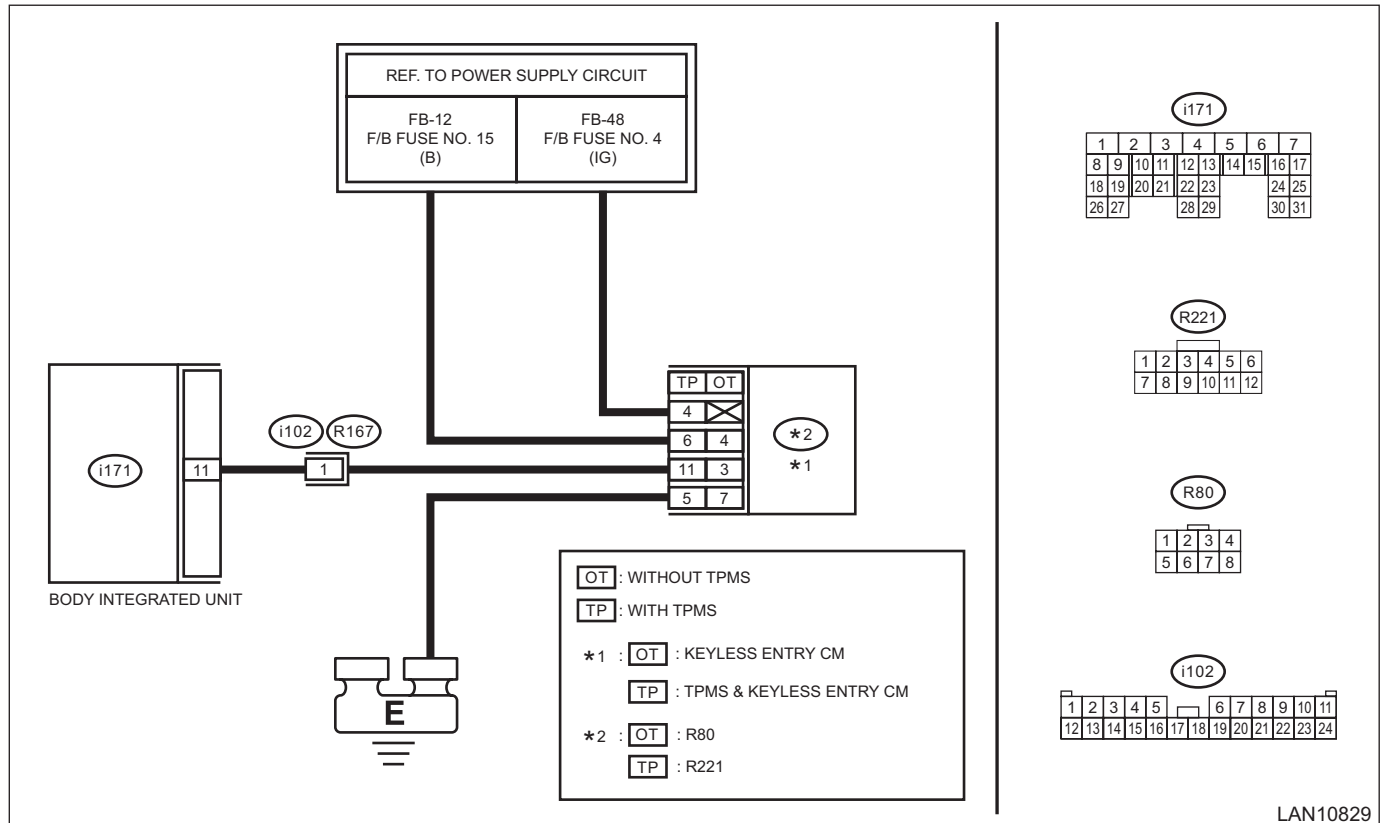 REF. TO POWER SUPPLY CIRCUIT
FB-12
F/B FUSE NO. 15
(B)
FB-48
F/B FUSE NO. 4
(IG)
TP OT
4
6 4
11 3
5 7
*2
*1
i102 R167
1
i171
11
BODY INTEGRATED UNIT
E
OT : WITHOUT TPMS
TP : WITH TPMS
*1 : OT : KEYLESS ENTRY CM
TP : TPMS & KEYLESS ENTRY CM
*2 : OT : R80
TP : R221
i171
1 2 3 4 5 6 7
8 9 10 11 12 13 14 15 16 17
18 19 20 21 22 23 24 25
26 27 28 29 30 31
R221
1 2 3 4 5 6
7 8 9 10 11 12
R80
1 2 3 4
5 6 7 8
i102
1 2 3 4 5 6 7 8 9 10 11
12 13 14 15 16 17 18 19 20 21 22 23 24
LAN10829